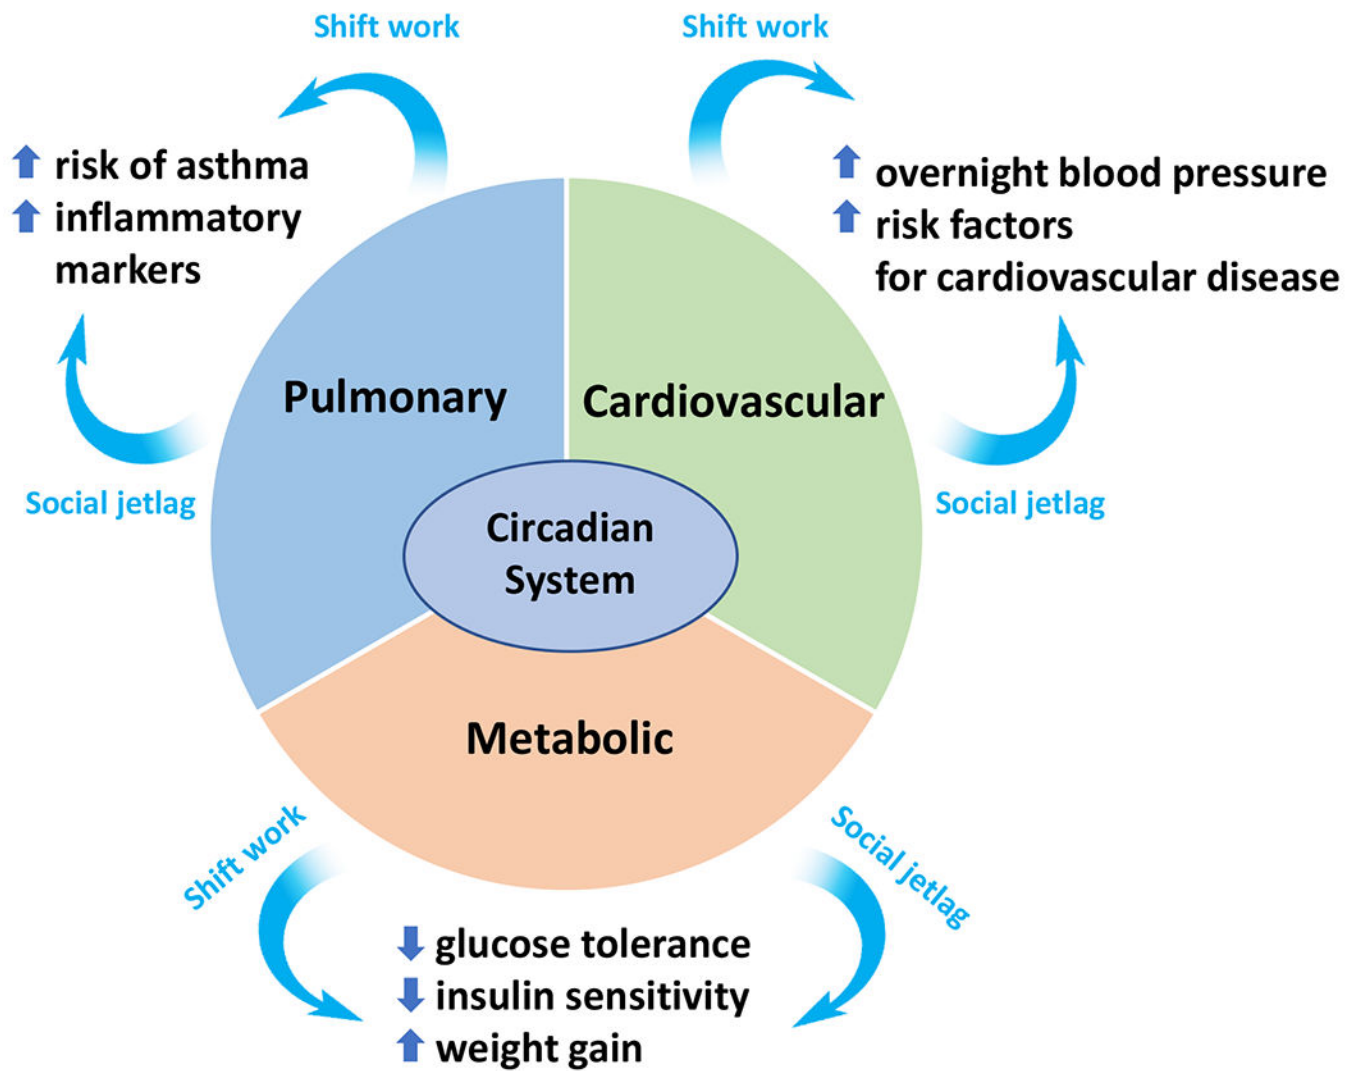 Shift work
Shift work
risk of asthma
inflammatory
markers
overnight blood pressure
risk factors
for cardiovascular disease
Pulmonary
Cardiovascular
Social jetlag
Social jetlag
Circadian
System
Metabolic
Shift work
Social jetlag
glucose tolerance
insulin sensitivity
weight gain